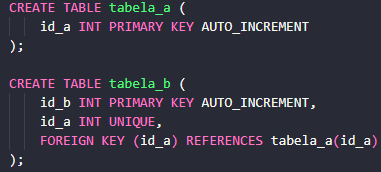 CREATE TABLE tabela_a (
    id_a INT PRIMARY KEY AUTO_INCREMENT
);
CREATE TABLE tabela_b (
    id_b INT PRIMARY KEY AUTO_INCREMENT,
    id_a INT UNIQUE,
    FOREIGN KEY (id_a) REFERENCES tabela_a(id_a)
);